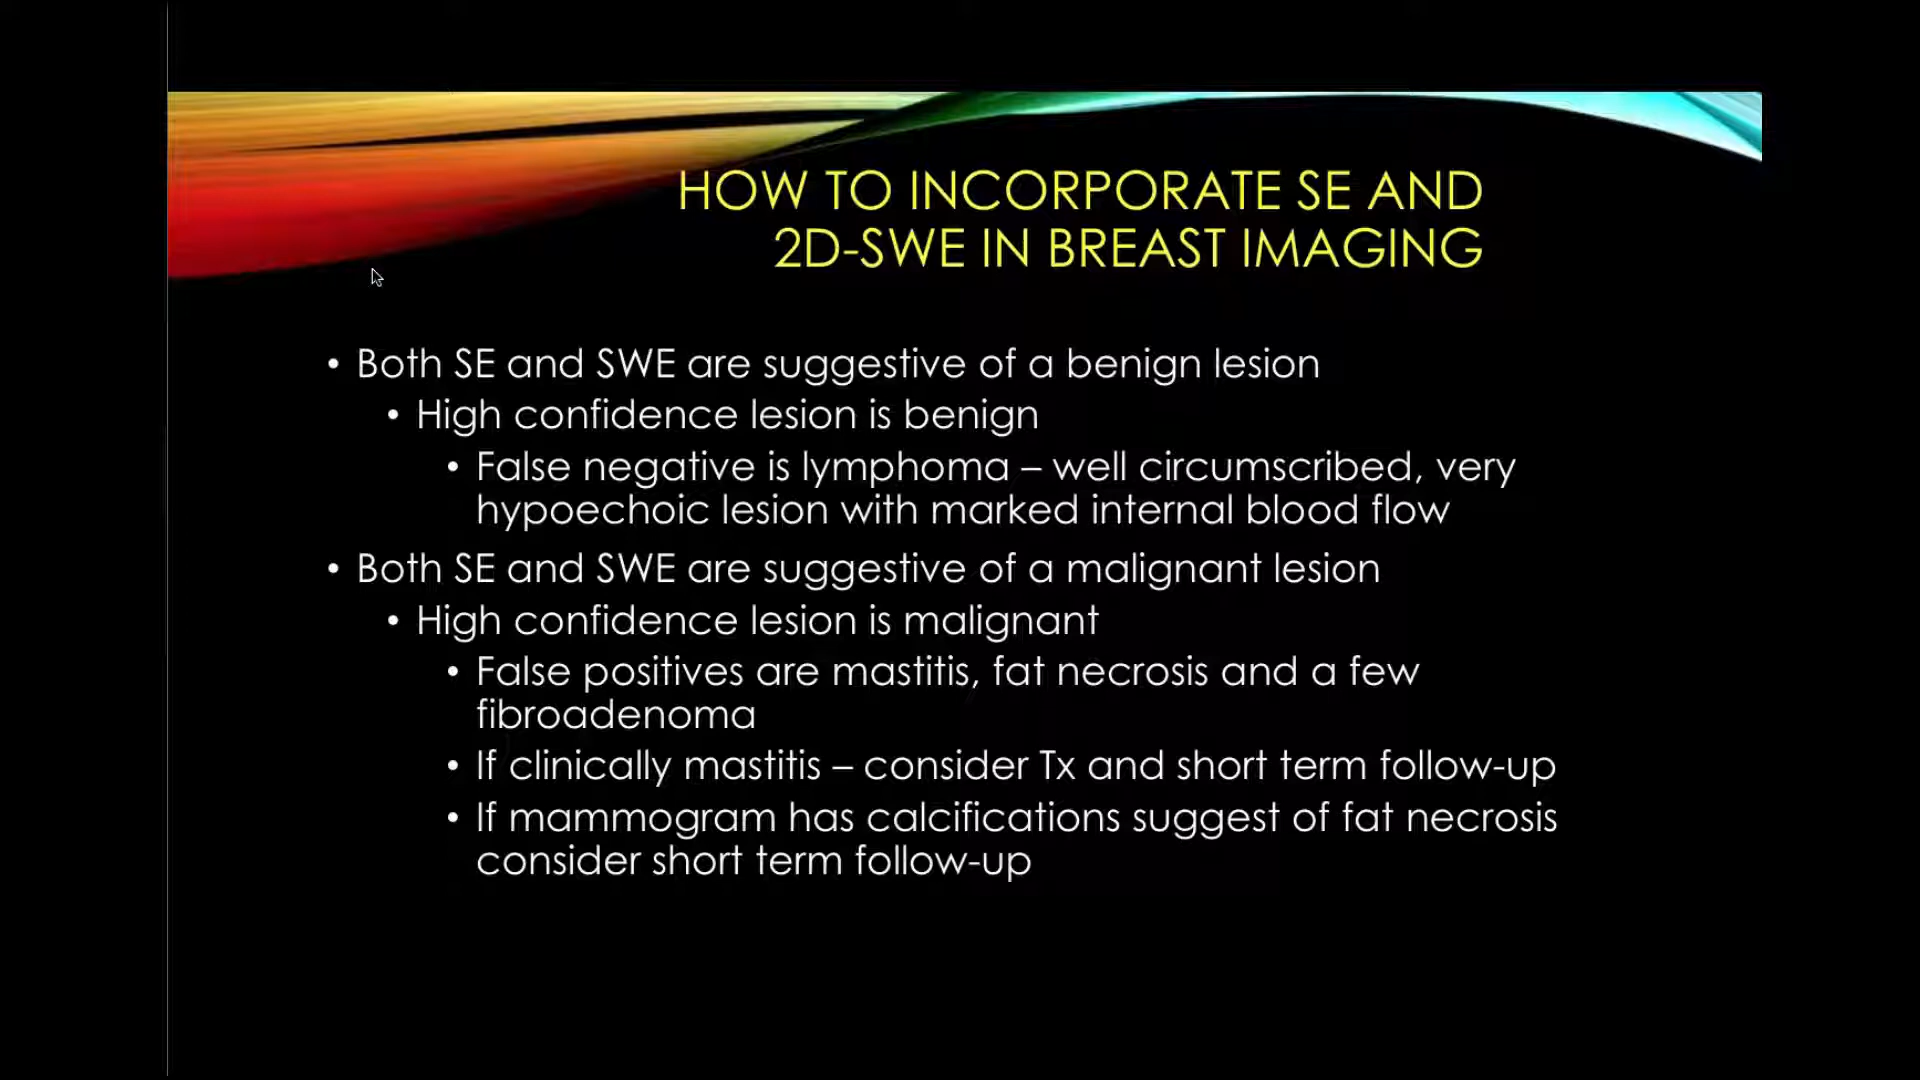 HOW TO INCORPORATE SE AND
2D-SWE IN BREAST IMAGING
• Both SE and SWE are suggestive of a benign lesion
• High confidence lesion is benign
• False negative is lymphoma – well circumscribed, very
hypoechoic lesion with marked internal blood flow
• Both SE and SWE are suggestive of a malignant lesion
• High confidence lesion is malignant
• False positives are mastitis, fat necrosis and a few
fibroadenoma
• If clinically mastitis – consider Tx and short term follow-up
• If mammogram has calcifications suggest of fat necrosis
consider short term follow-up